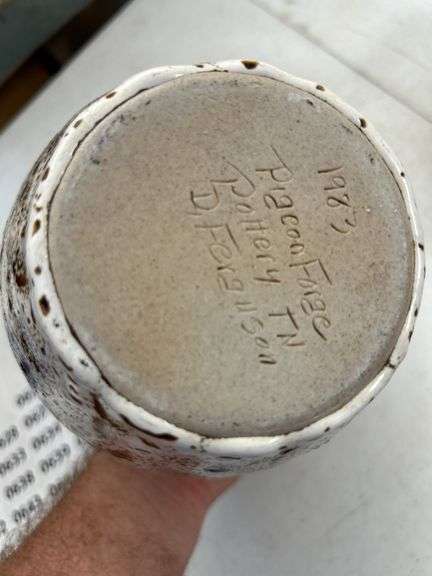 1983
Pigeon Forge
Pottery TN
D. Ferguson